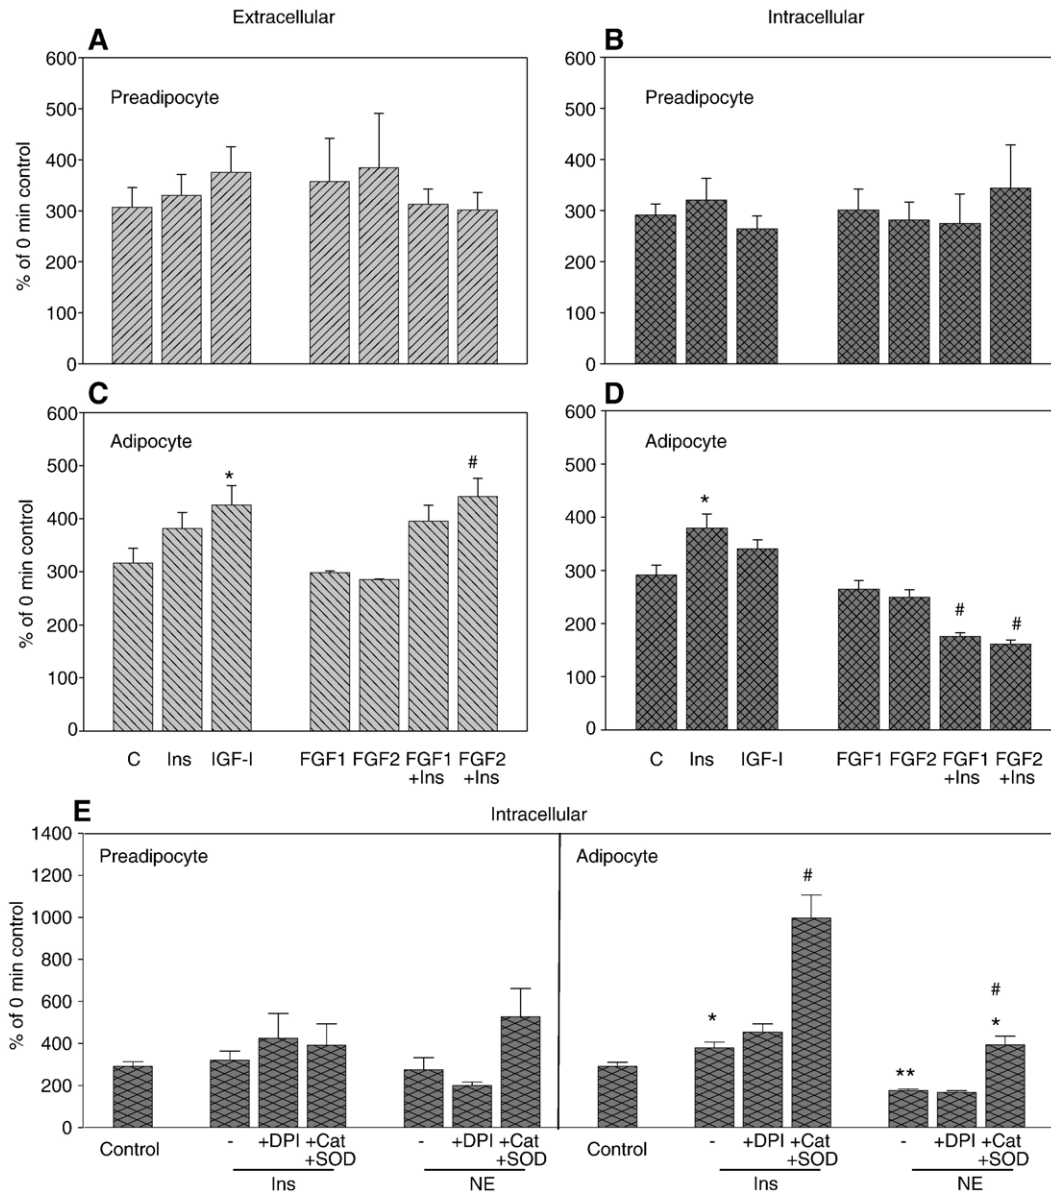 Extracellular
Intracellular
A
B
600
500
400
300
200
100
0
% of 0 min control
Preadipocyte
600
500
400
300
200
100
0
Preadipocyte
C
D
600
500
400
300
200
100
0
% of 0 min control
Adipocyte
*
#
C Ins IGF-I FGF1 FGF2 FGF1 FGF2
+Ins +Ins
600
500
400
300
200
100
0
Adipocyte
*
# #
C Ins IGF-I FGF1 FGF2 FGF1 FGF2
+Ins +Ins
E
Intracellular
1400
1200
1000
800
600
400
200
0
% of 0 min control
Preadipocyte
Adipocyte
*
#
**
#
*
Control - +DPI +Cat - +DPI +Cat
+SOD +SOD
Ins NE
Control - +DPI +Cat - +DPI +Cat
+SOD +SOD
Ins NE